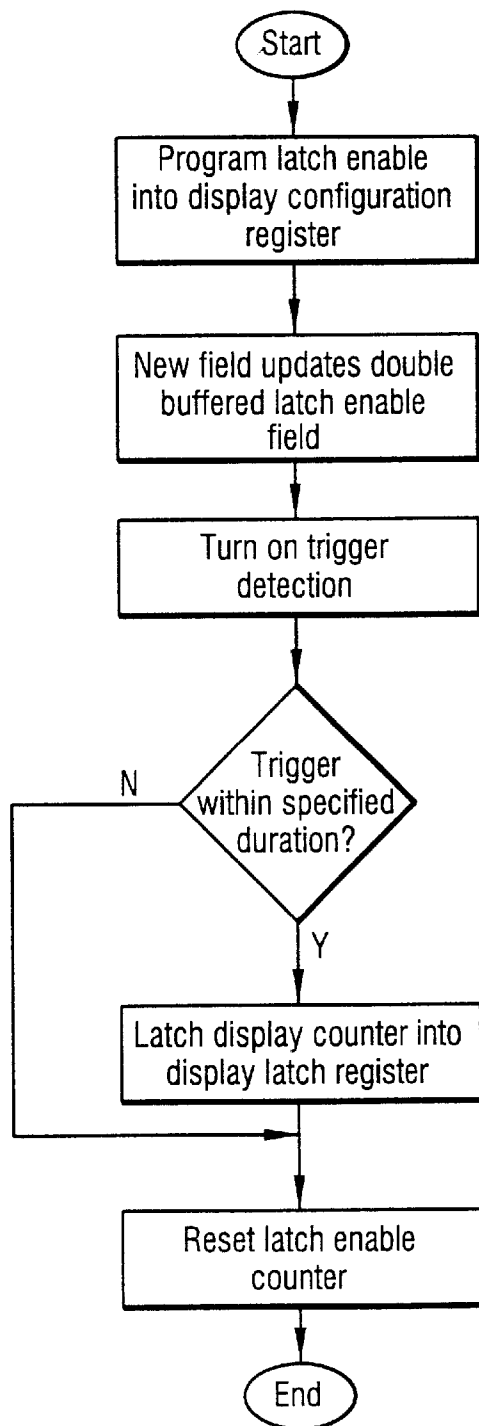 Start
Program latch enable
into display configuration
register
New field updates double
buffered latch enable
field
Turn on trigger
detection
Trigger
within specified
duration?
N
Y
Latch display counter into
display latch register
Reset latch enable
counter
End